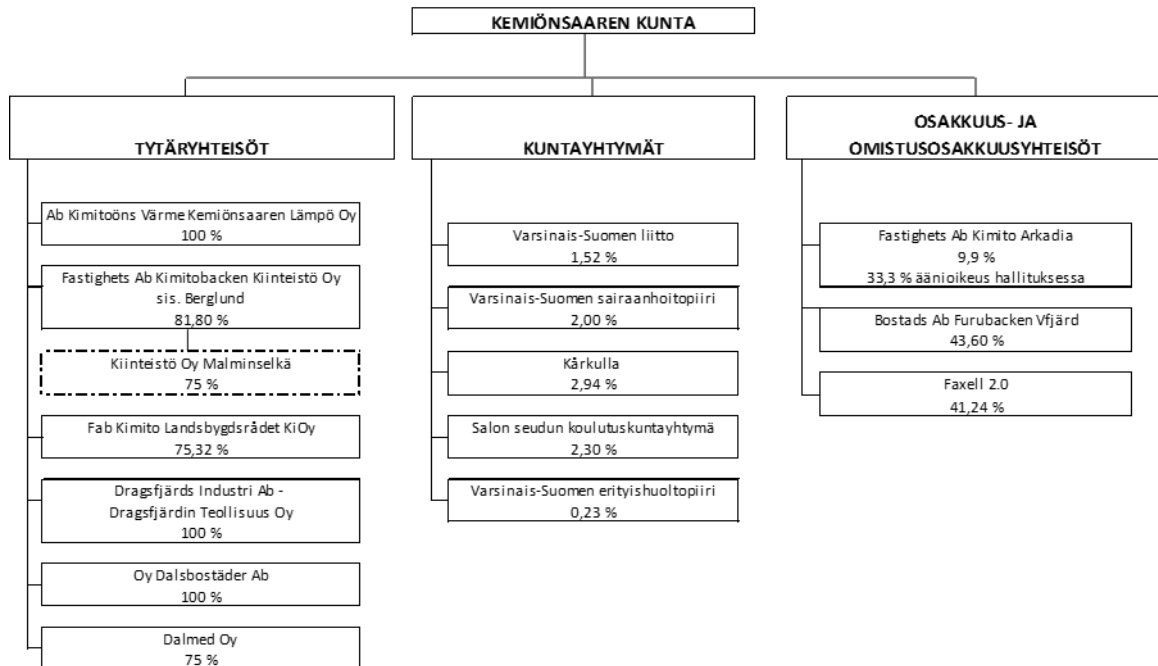 KEMIÖNSAAREN KUNTA
TYTÄRYHTEISÖT
Ab Kimitoöns Värme Kemiönsaaren Lämpö Oy
100 %
Fastighets Ab Kimitobacken Kiinteistö Oy
sis. Berglund
81,80 %
Kiinteistö Oy Malminselkä
75 %
Fab Kimito Landsbygdsrådet KiOy
75,32 %
Dragsfjärds Industri Ab -
Dragsfjärdin Teollisuus Oy
100 %
Oy Dalsbostäder Ab
100 %
Dalmed Oy
75 %
KUNTAYHTYMÄT
Varsinais-Suomen liitto
1,52 %
Varsinais-Suomen sairaanhoitopiiri
2,00 %
Kårkulla
2,94 %
Salon seudun koulutuskuntayhtymä
2,30 %
Varsinais-Suomen erityishuoltopiiri
0,23 %
OSAKKUUS- JA
OMISTUSOSAKKUUSYHTEISÖT
Fastighets Ab Kimito Arkadia
9,9 %
33,3 % äänioikeus hallituksessa
Bostads Ab Furubacken Vfjärd
43,60 %
Faxell 2.0
41,24 %